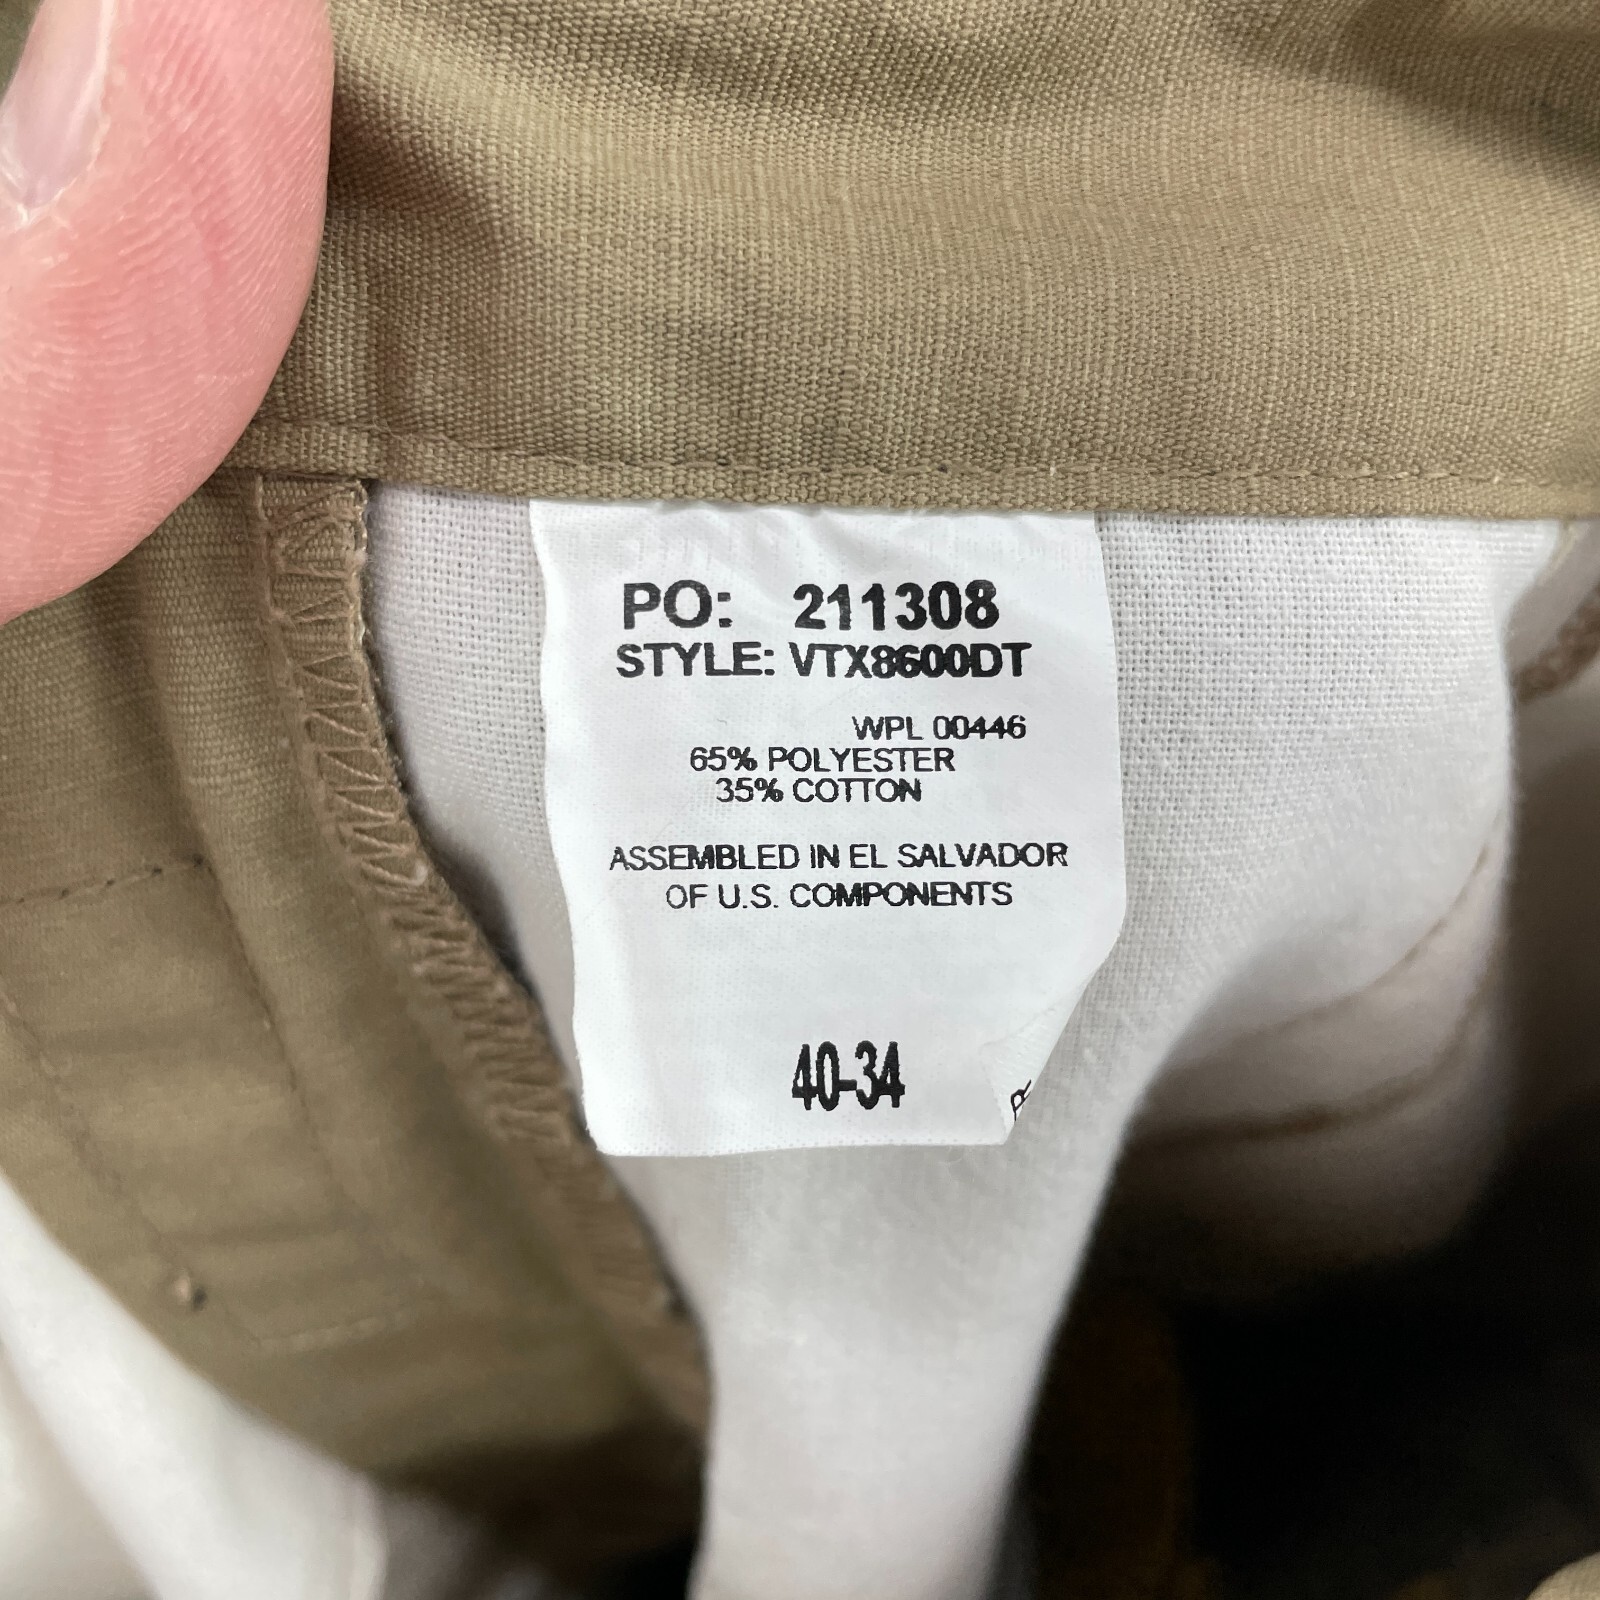 PO: 211308
STYLE: VTX8600DT
WPL 00446
65% POLYESTER
35% COTTON
ASSEMBLED IN EL SALVADOR
OF U.S. COMPONENTS
40-34